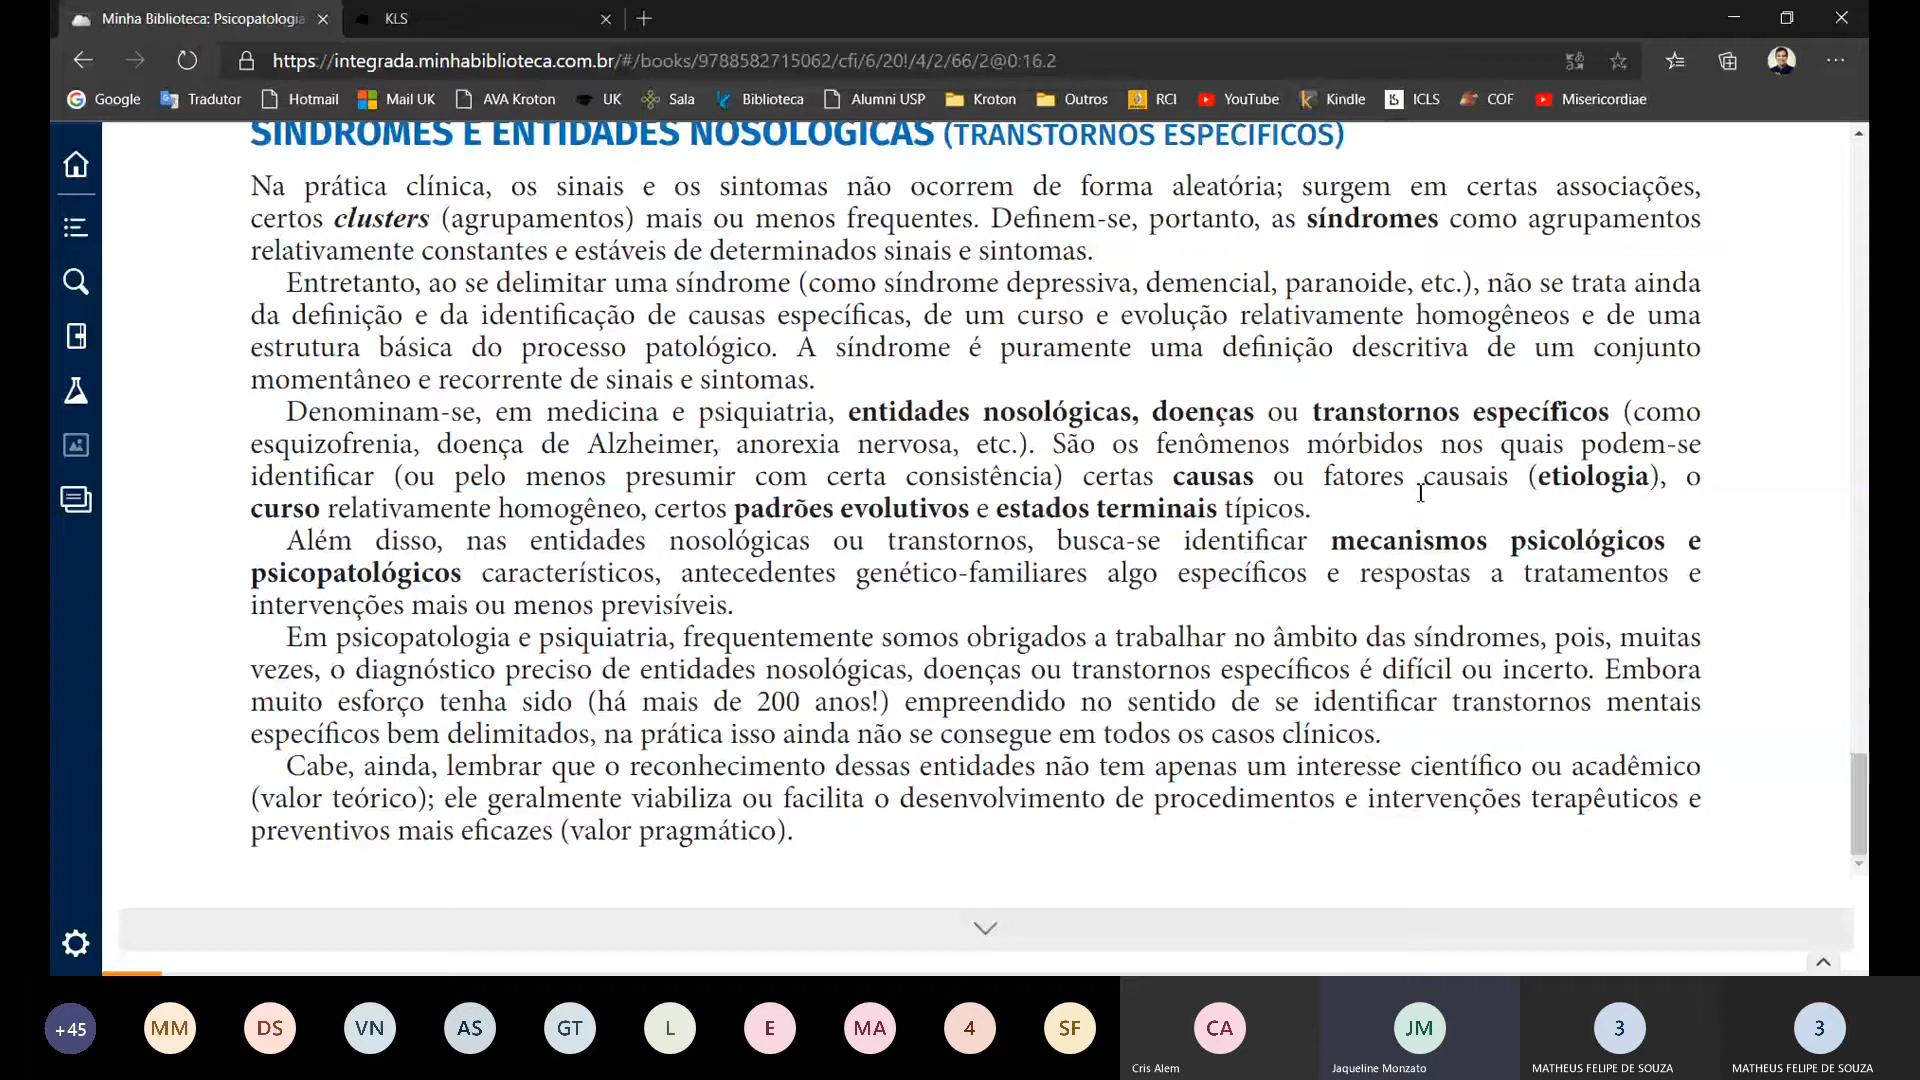 Minha Biblioteca: Psicopatologia
KLS
https://integrada.minhabiblioteca.com.br/#/books/9788582715062/cfi/6/20!/4/2/66/2@0:16.2
Google Tradutor Hotmail Mail UK AVA Kroton UK Sala Biblioteca Alumni USP Kroton Outros RCI YouTube Kindle ICLS COF Misericordiae
SÍNDROMES E ENTIDADES NOSOLÓGICAS (TRANSTORNOS ESPECÍFICOS)
Na prática clínica, os sinais e os sintomas não ocorrem de forma aleatória; surgem em certas associações,
certos clusters (agrupamentos) mais ou menos frequentes. Definem-se, portanto, as síndromes como agrupamentos
relativamente constantes e estáveis de determinados sinais e sintomas.
Entretanto, ao se delimitar uma síndrome (como síndrome depressiva, demencial, paranoide, etc.), não se trata ainda
da definição e da identificação de causas específicas, de um curso e evolução relativamente homogêneos e de uma
estrutura básica do processo patológico. A síndrome é puramente uma definição descritiva de um conjunto
momentâneo e recorrente de sinais e sintomas.
Denominam-se, em medicina e psiquiatria, entidades nosológicas, doenças ou transtornos específicos (como
esquizofrenia, doença de Alzheimer, anorexia nervosa, etc.). São os fenômenos mórbidos nos quais podem-se
identificar (ou pelo menos presumir com certa consistência) certas causas ou fatores causais (etiologia), o
curso relativamente homogêneo, certos padrões evolutivos e estados terminais típicos.
Além disso, nas entidades nosológicas ou transtornos, busca-se identificar mecanismos psicológicos e
psicopatológicos característicos, antecedentes genético-familiares algo específicos e respostas a tratamentos e
intervenções mais ou menos previsíveis.
Em psicopatologia e psiquiatria, frequentemente somos obrigados a trabalhar no âmbito das síndromes, pois, muitas
vezes, o diagnóstico preciso de entidades nosológicas, doenças ou transtornos específicos é difícil ou incerto. Embora
muito esforço tenha sido (há mais de 200 anos!) empreendido no sentido de se identificar transtornos mentais
específicos bem delimitados, na prática isso ainda não se consegue em todos os casos clínicos.
Cabe, ainda, lembrar que o reconhecimento dessas entidades não tem apenas um interesse científico ou acadêmico
(valor teórico); ele geralmente viabiliza ou facilita o desenvolvimento de procedimentos e intervenções terapêuticos e
preventivos mais eficazes (valor pragmático).
+45 MM DS VN AS GT L E MA 4 SF CA JM 3 3
Cris Alem Jaqueline Monzato MATHEUS FELIPE DE SOUZA MATHEUS FELIPE DE SOUZA